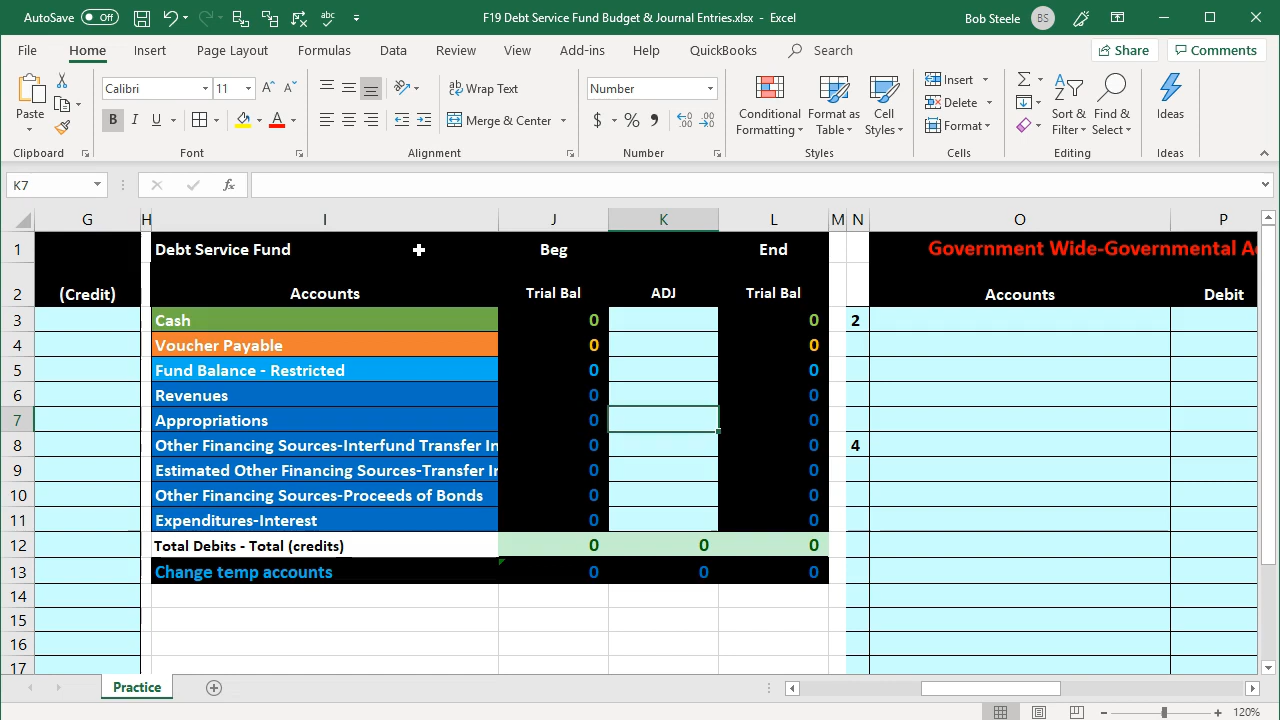 AutoSave Off F19 Debt Service Fund Budget & Journal Entries.xlsx - Excel Bob Steele BS
File Home Insert Page Layout Formulas Data Review View Add-ins Help QuickBooks Search Share Comments
Paste Calibri 11 B I U A ab Wrap Text Merge & Center Number $ % Conditional Formatting Format as Table Cell Styles Insert Delete Format Sort & Filter Find & Select Ideas
Clipboard Font Alignment Number Styles Cells Editing Ideas
K7 fx
G H I J K L M N O P
1 Debt Service Fund Beg End Government Wide-Governmental A
2 (Credit) Accounts Trial Bal ADJ Trial Bal Accounts Debit
3 Cash 0 0 2
4 Voucher Payable 0 0
5 Fund Balance - Restricted 0 0
6 Revenues 0 0
7 Appropriations 0 0
8 Other Financing Sources-Interfund Transfer In 0 0 4
9 Estimated Other Financing Sources-Transfer In 0 0
10 Other Financing Sources-Proceeds of Bonds 0 0
11 Expenditures-Interest 0 0
12 Total Debits - Total (credits) 0 0 0
13 Change temp accounts 0 0 0
14
15
16
17
Practice
120%